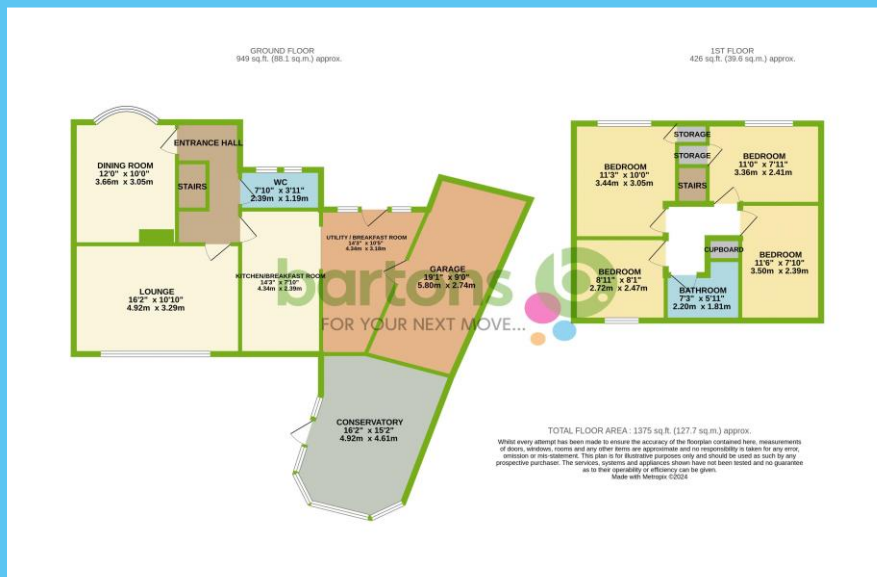 GROUND FLOOR
949 sq.ft. (88.1 sq.m.) approx.
1ST FLOOR
426 sq.ft. (39.6 sq.m.) approx.
ENTRANCE HALL
DINING ROOM
12'0" x 10'0"
3.66m x 3.05m
STAIRS
WC
7'10" x 3'11"
2.39m x 1.19m
UTILITY / BREAKFAST ROOM
14'3" x 10'5"
4.34m x 3.18m
GARAGE
19'1" x 9'0"
5.80m x 2.74m
KITCHEN/BREAKFAST ROOM
14'3" x 7'10"
4.34m x 2.39m
LOUNGE
16'2" x 10'10"
4.92m x 3.29m
CONSERVATORY
16'2" x 15'2"
4.92m x 4.61m
STORAGE
STORAGE
STAIRS
BEDROOM
11'3" x 10'0"
3.44m x 3.05m
BEDROOM
11'0" x 7'11"
3.36m x 2.41m
CUPBOARD
BEDROOM
11'6" x 7'10"
3.50m x 2.39m
BEDROOM
8'11" x 8'1"
2.72m x 2.47m
BATHROOM
7'3" x 5'11"
2.20m x 1.81m
bartons b.
FOR YOUR NEXT MOVE...
TOTAL FLOOR AREA : 1375 sq.ft. (127.7 sq.m.) approx.
Whilst every attempt has been made to ensure the accuracy of the floorplan contained here, measurements
of doors, windows, rooms and any other items are approximate and no responsibility is taken for any error,
omission or mis-statement. This plan is for illustrative purposes only and should be used as such by any
prospective purchaser. The services, systems and appliances shown have not been tested and no guarantee
as to their operability or efficiency can be given.
Made with Metropix ©2024